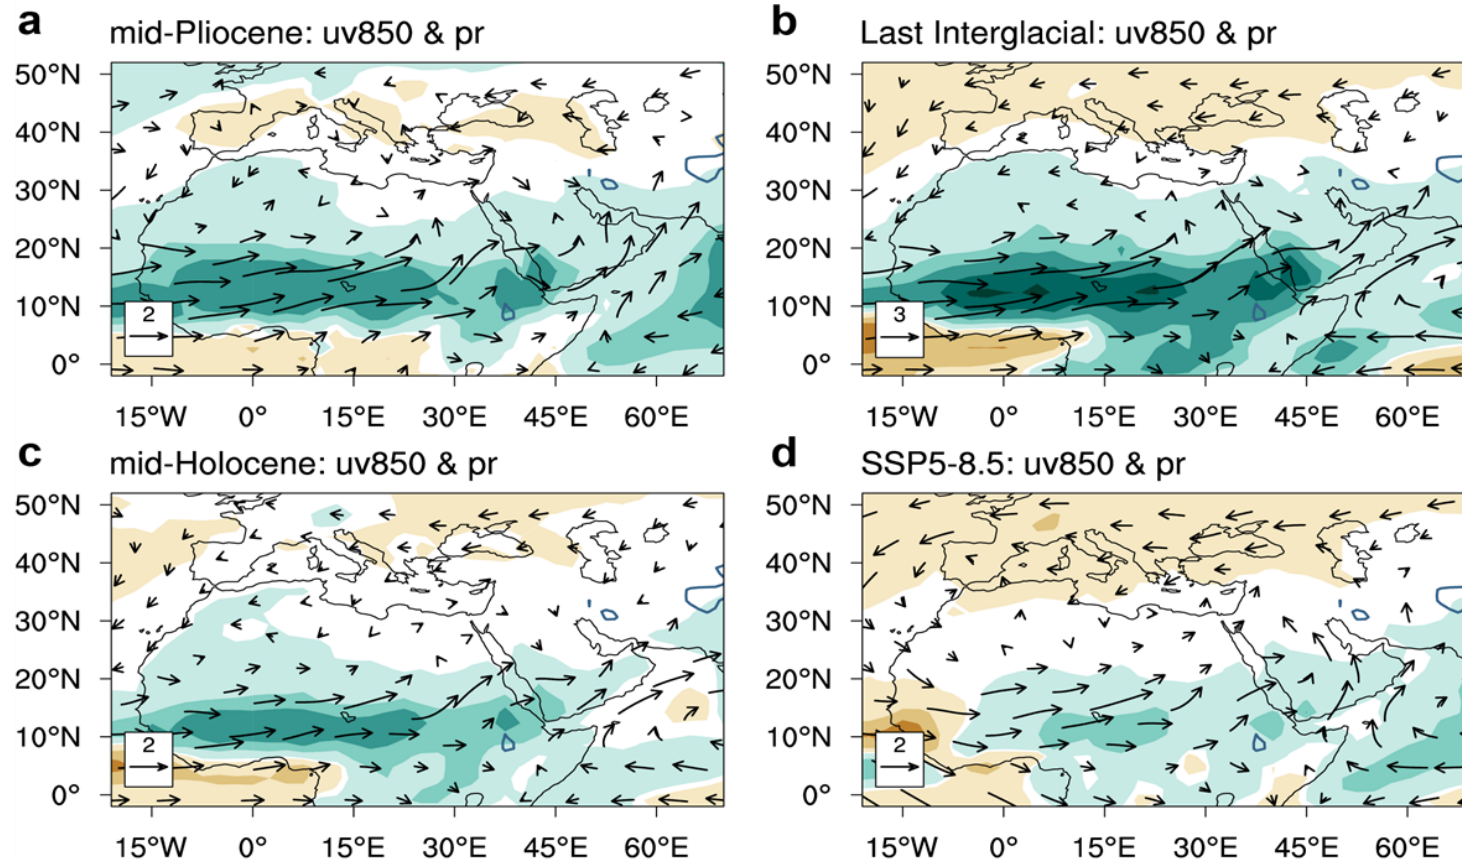 a mid-Pliocene: uv850 & pr
50°N
40°N
30°N
20°N
10°N
0°
2
15°W 0° 15°E 30°E 45°E 60°E
b Last Interglacial: uv850 & pr
50°N
40°N
30°N
20°N
10°N
0°
3
15°W 0° 15°E 30°E 45°E 60°E
c mid-Holocene: uv850 & pr
50°N
40°N
30°N
20°N
10°N
0°
2
15°W 0° 15°E 30°E 45°E 60°E
d SSP5-8.5: uv850 & pr
50°N
40°N
30°N
20°N
10°N
0°
2
15°W 0° 15°E 30°E 45°E 60°E